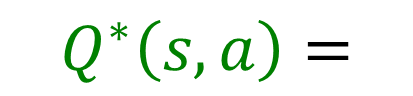 Q*(s, a) =